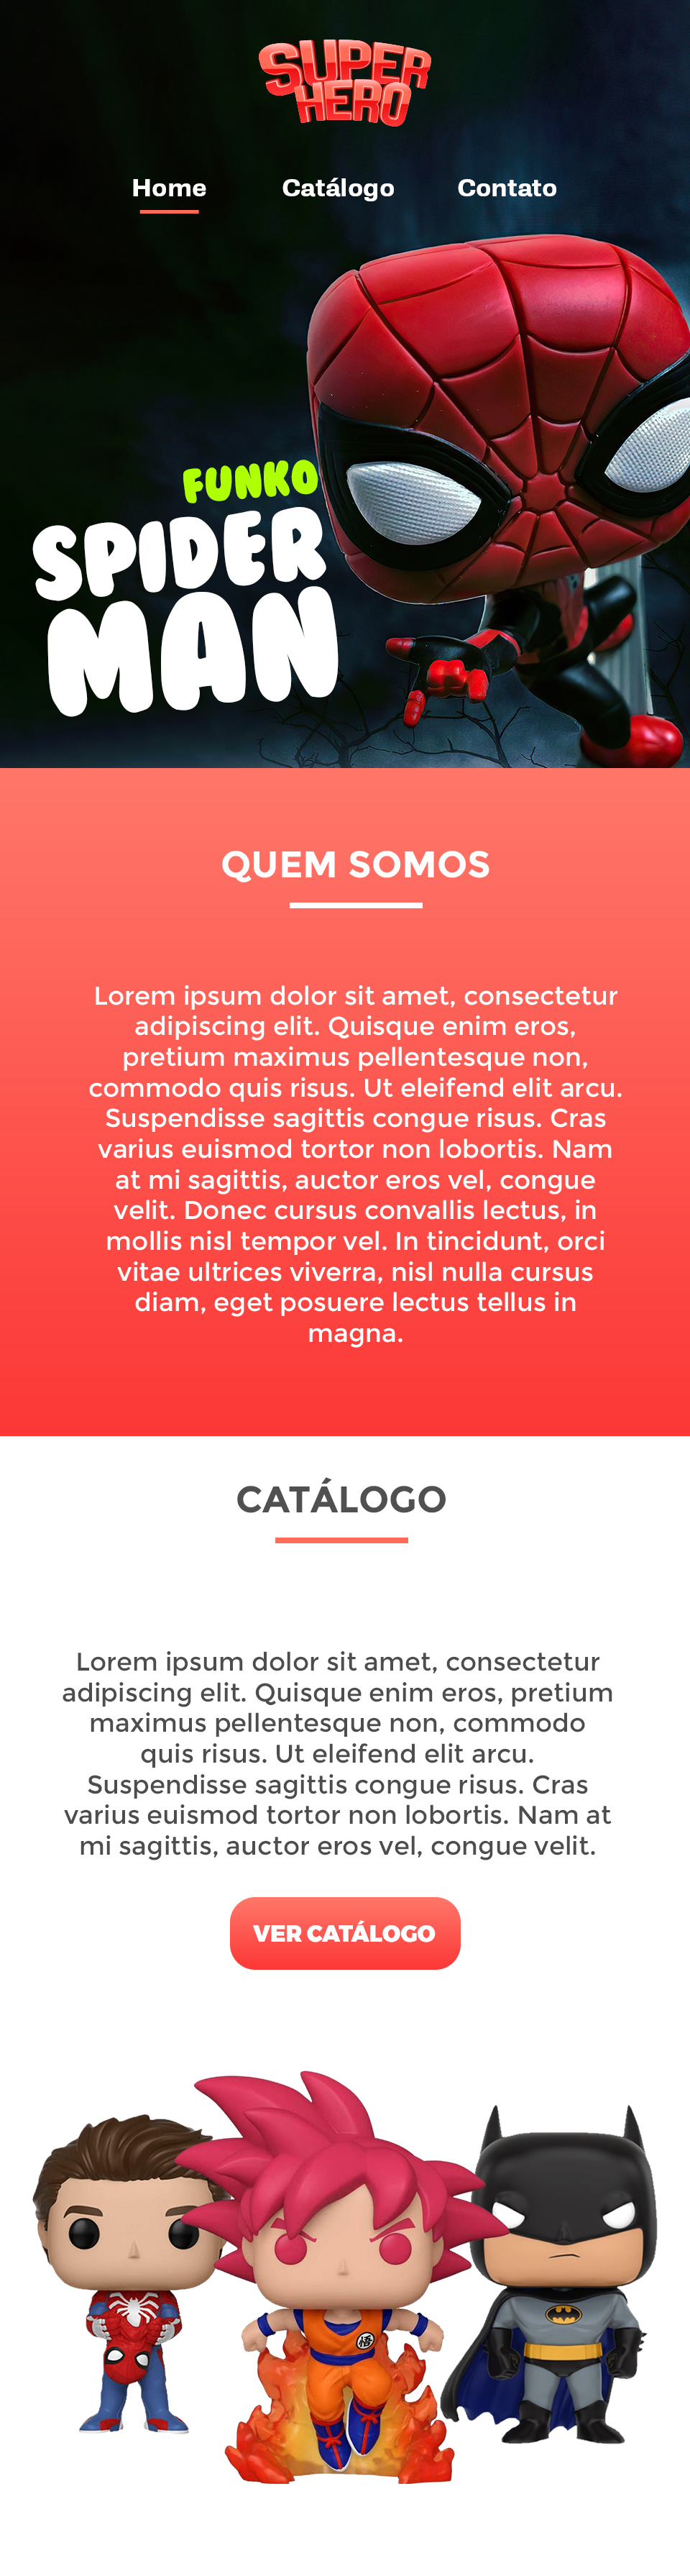 SUPER
HERO
Home Catálogo Contato
FUNKO
SPIDER
MAN
QUEM SOMOS
Lorem ipsum dolor sit amet, consectetur
adipiscing elit. Quisque enim eros,
pretium maximus pellentesque non,
commodo quis risus. Ut eleifend elit arcu.
Suspendisse sagittis congue risus. Cras
varius euismod tortor non lobortis. Nam
at mi sagittis, auctor eros vel, congue
velit. Donec cursus convallis lectus, in
mollis nisl tempor vel. In tincidunt, orci
vitae ultrices viverra, nisl nulla cursus
diam, eget posuere lectus tellus in
magna.
CATÁLOGO
Lorem ipsum dolor sit amet, consectetur
adipiscing elit. Quisque enim eros, pretium
maximus pellentesque non, commodo
quis risus. Ut eleifend elit arcu.
Suspendisse sagittis congue risus. Cras
varius euismod tortor non lobortis. Nam at
mi sagittis, auctor eros vel, congue velit.
VER CATÁLOGO
悟